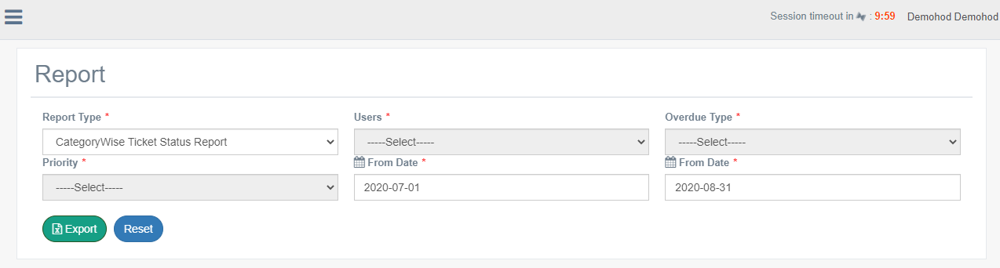 Session timeout in : 9:59 Demohod Demohod
Report
Report Type * Users * Overdue Type *
CategoryWise Ticket Status Report -----Select----- -----Select-----
Priority * From Date * From Date *
-----Select----- 2020-07-01 2020-08-31
Export Reset